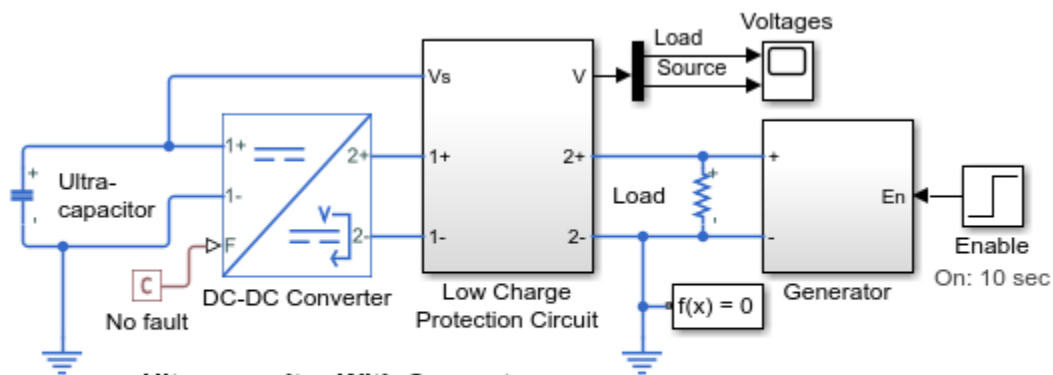 Voltages
Load
Source
Vs
V
1+
2+
1+
2+
+
+
+
Ultra-
capacitor
1-
Load
En
-
F
V
2-
1-
2-
-
-
Enable
C
DC-DC Converter
Low Charge
Protection Circuit
f(x) = 0
Generator
On: 10 sec
No fault